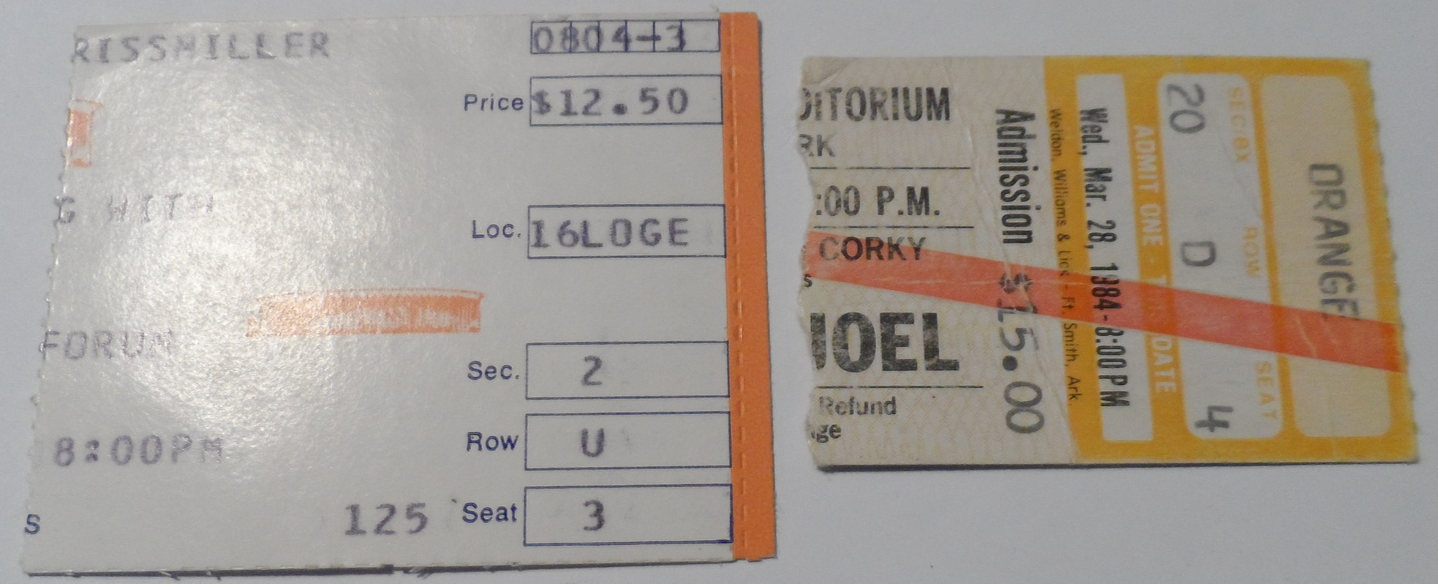 RISSMILLER
0804-3
Price $12.50
G WITH
Loc. 16LOGE
FORUM
Sec. 2
Row U
8:00PM
S 125 Seat 3
DITORIUM
RK
:00 P.M.
CORKY
s
JOEL
Refund
ge
Admission $15.00
Weldon, Williams & Lick - Ft. Smith, Ark.
Wed., Mar. 28, 1984 - 8:00 PM
ADMIT ONE - THIS DATE
SEC/BX ROW SEAT
20 D 4
ORANGE